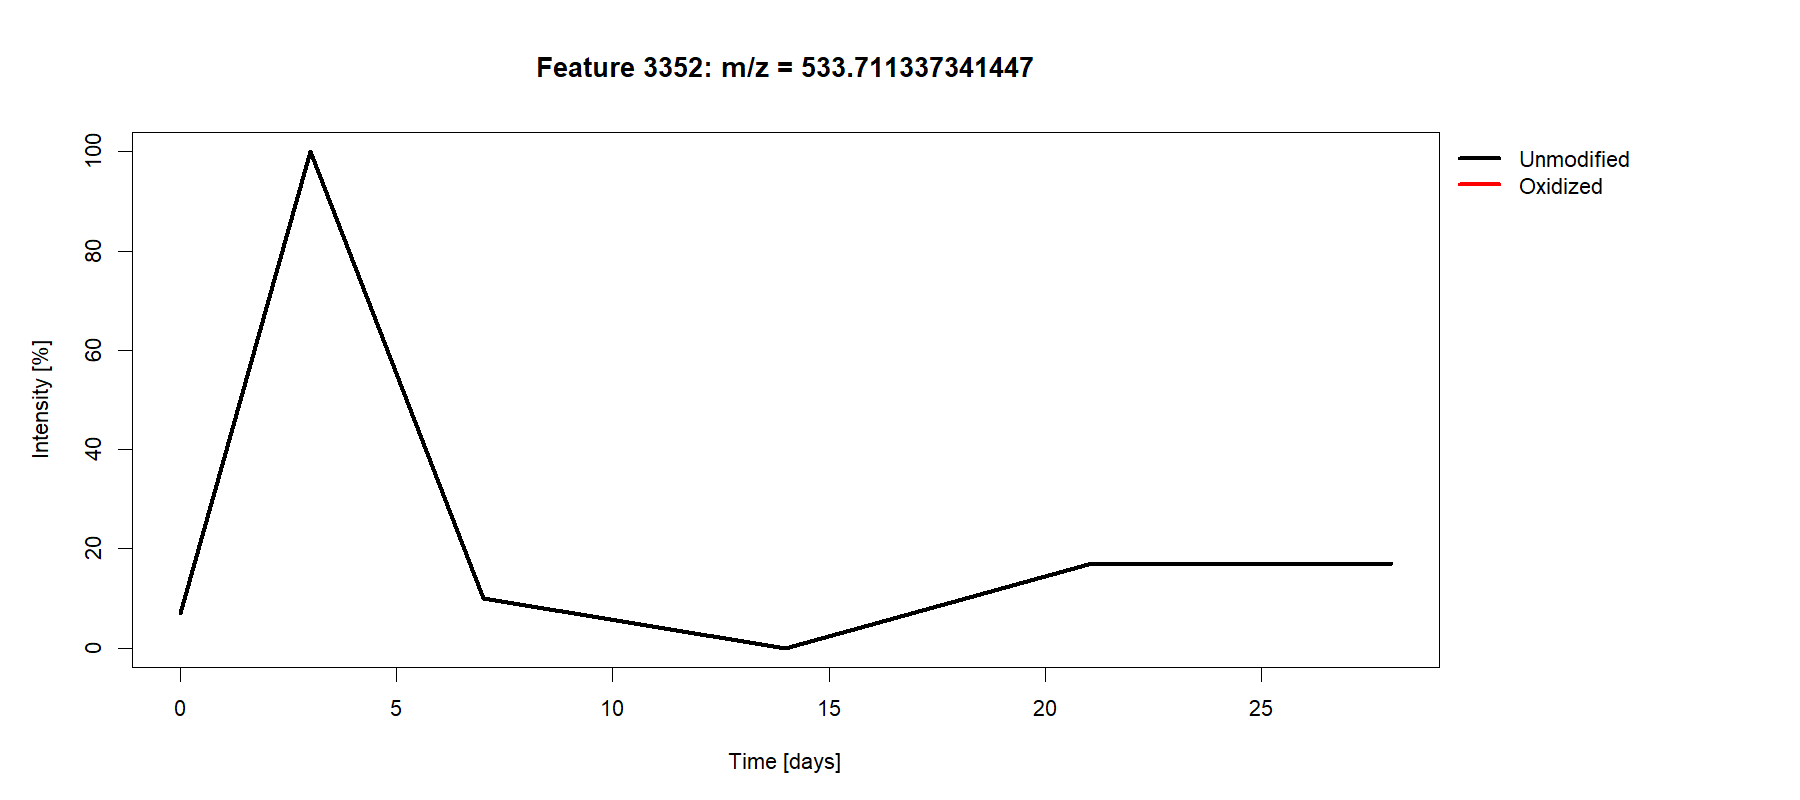 Feature 3352: m/z = 533.711337341447
Unmodified
Oxidized
Intensity [%]
100
80
60
40
20
0
0 5 10 15 20 25
Time [days]